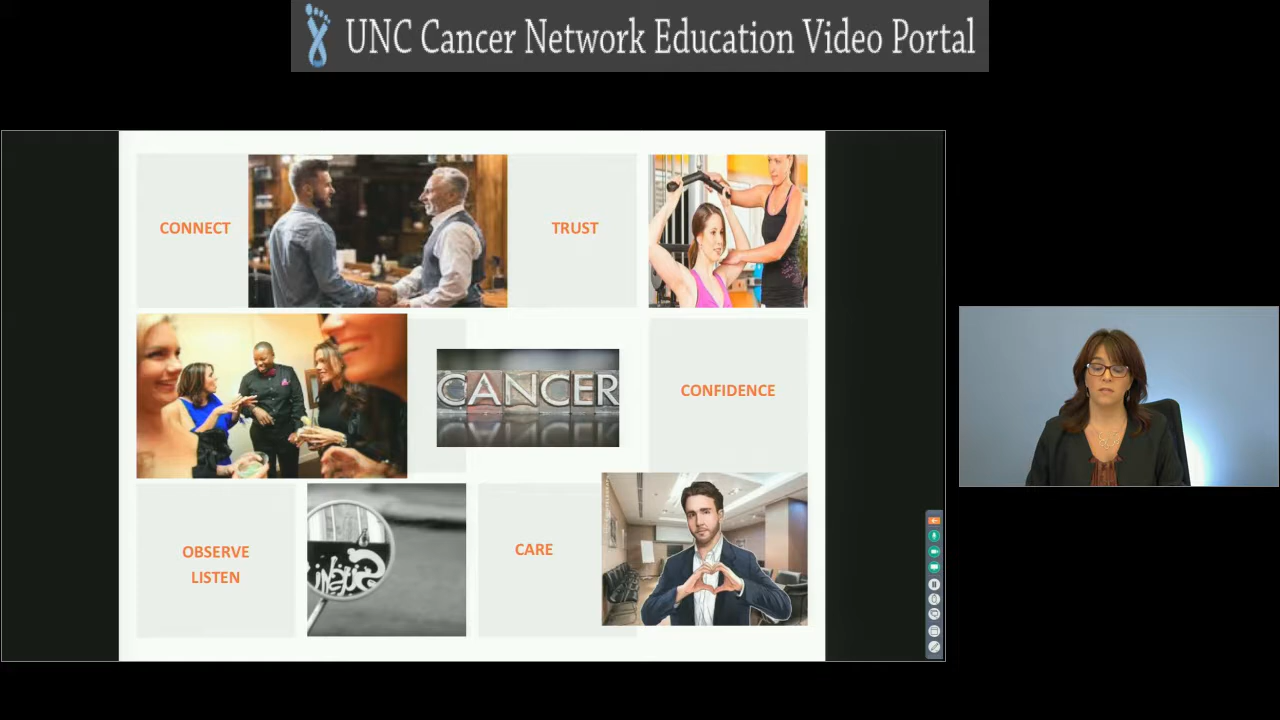 UNC Cancer Network Education Video Portal
CONNECT
TRUST
CANCER
CONFIDENCE
OBSERVE
LISTEN
CARE